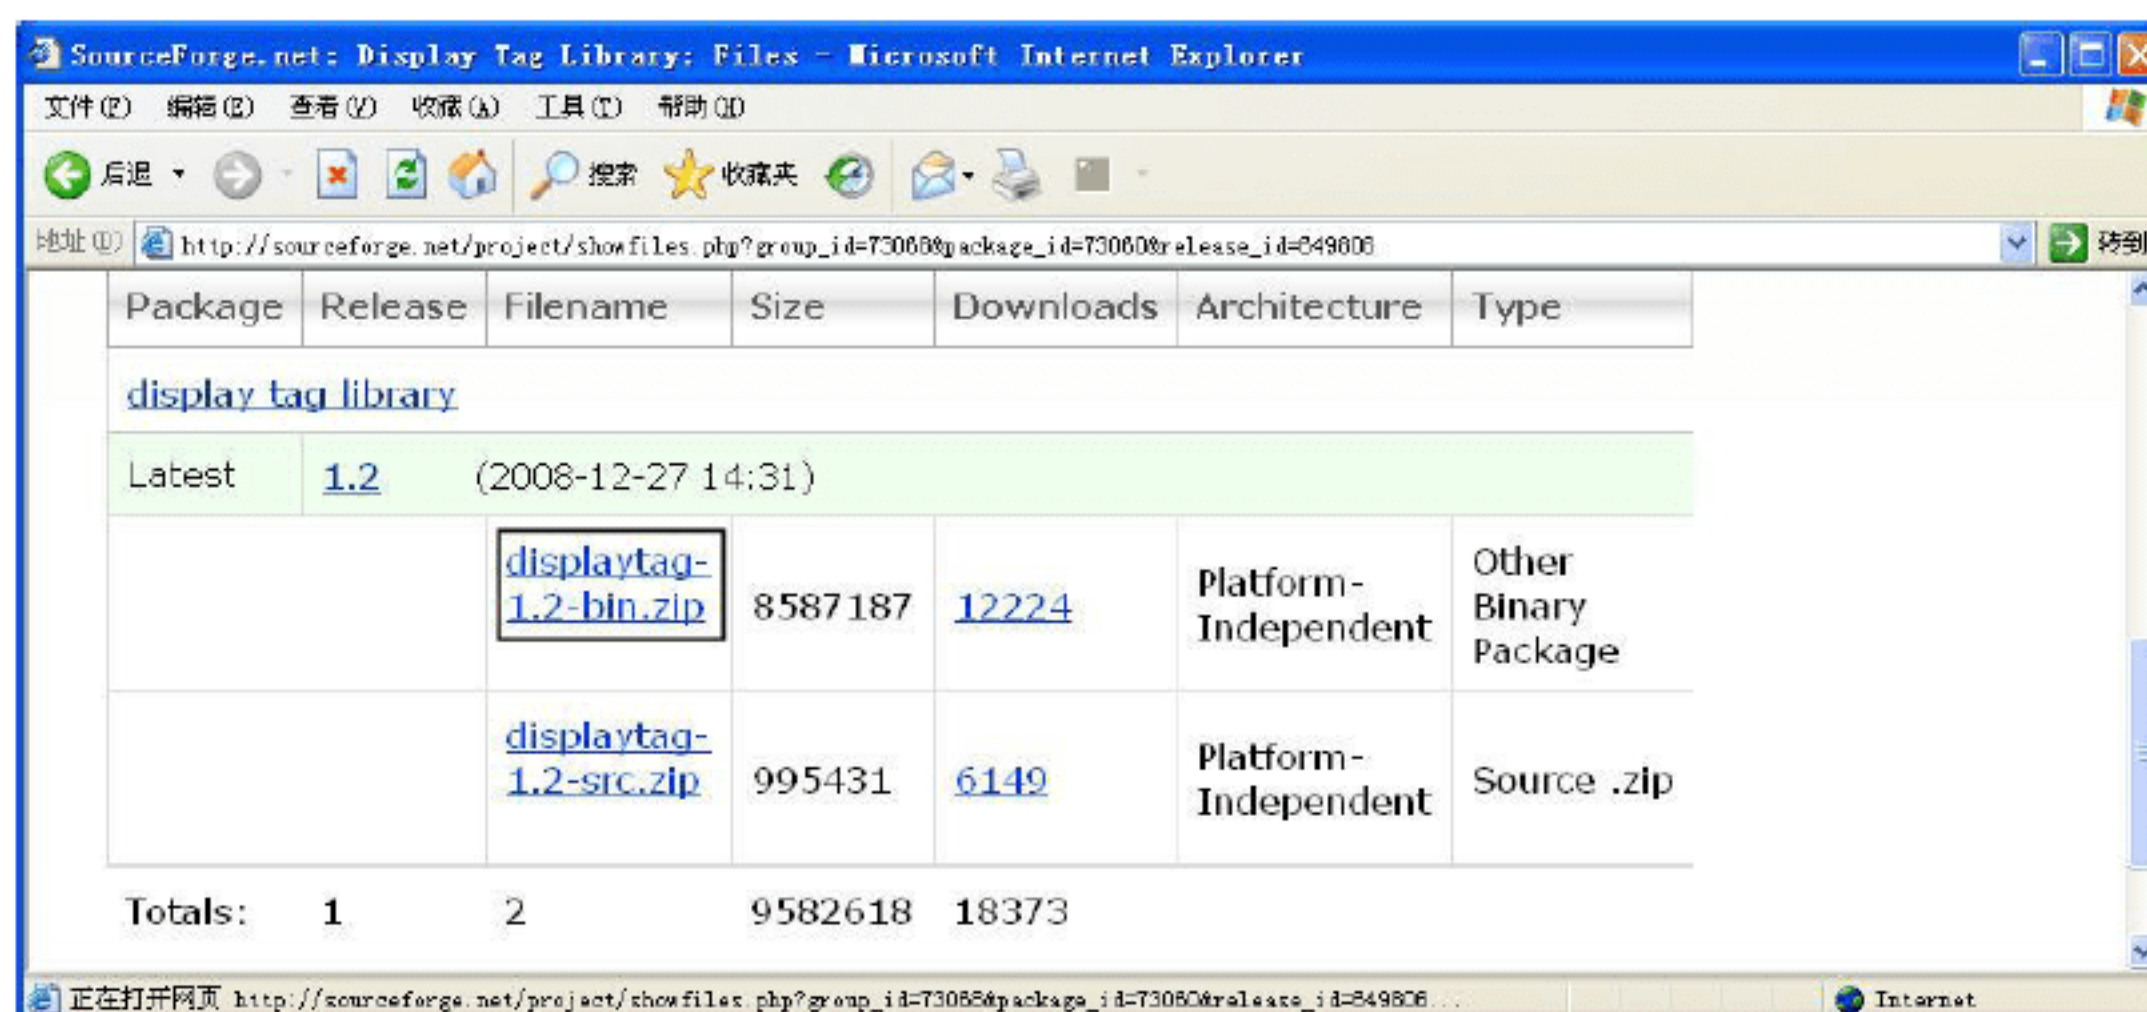 SourceForge.net: Display Tag Library: Files - Microsoft Internet Explorer
文件(F) 编辑(E) 查看(V) 收藏(A) 工具(T) 帮助(H)
后退 搜索 收藏夹
地址(D) http://sourceforge.net/project/showfiles.php?group_id=73068&package_id=73060&release_id=649806 转到
Package Release Filename Size Downloads Architecture Type
display tag library
Latest 1.2 (2008-12-27 14:31)
displaytag-
1.2-bin.zip
8587187 12224
Platform-
Independent
Other
Binary
Package
displaytag-
1.2-src.zip
995431 6149
Platform-
Independent
Source .zip
Totals: 1 2 9582618 18373
正在打开网页 http://sourceforge.net/project/showfiles.php?group_id=73068&package_id=73060&release_id=649806... Internet